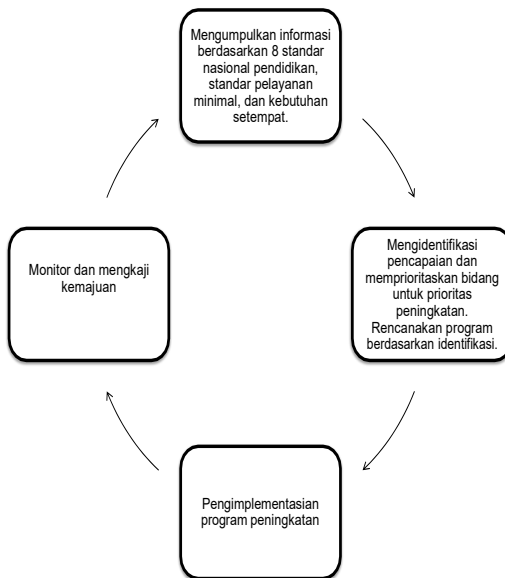 Mengumpulkan informasi
berdasarkan 8 standar
nasional pendidikan,
standar pelayanan
minimal, dan kebutuhan
setempat.
Mengidentifikasi
pencapaian dan
memprioritaskan bidang
untuk prioritas
peningkatan.
Rencanakan program
berdasarkan identifikasi.
Pengimplementasian
program peningkatan
Monitor dan mengkaji
kemajuan